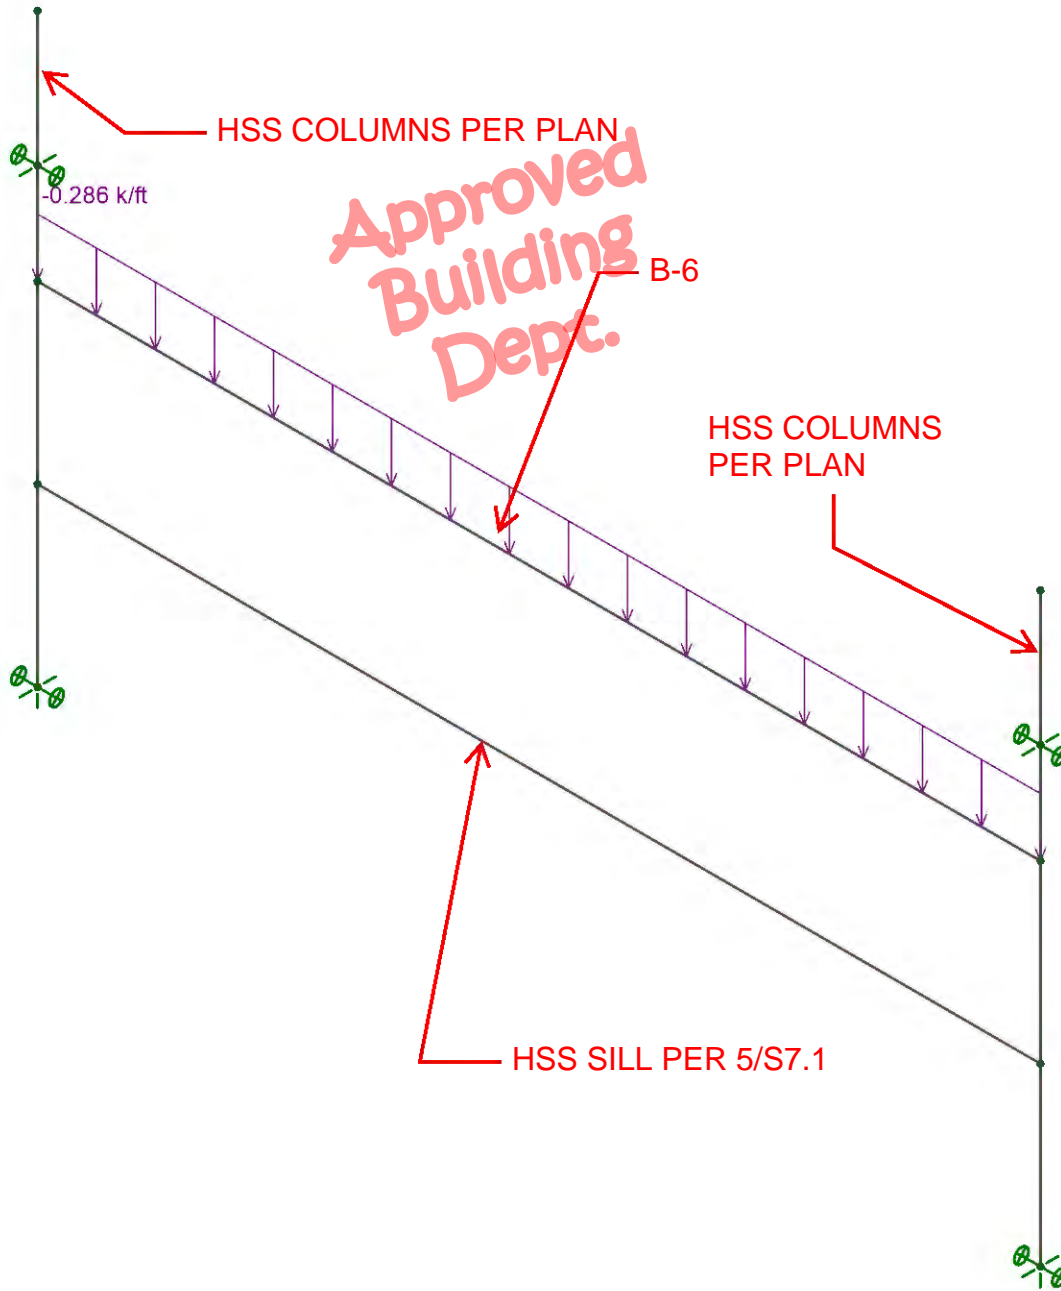 HSS COLUMNS PER PLAN
-0.286 k/ft
Approved
Building
Dept.
B-6
HSS COLUMNS
PER PLAN
HSS SILL PER 5/S7.1